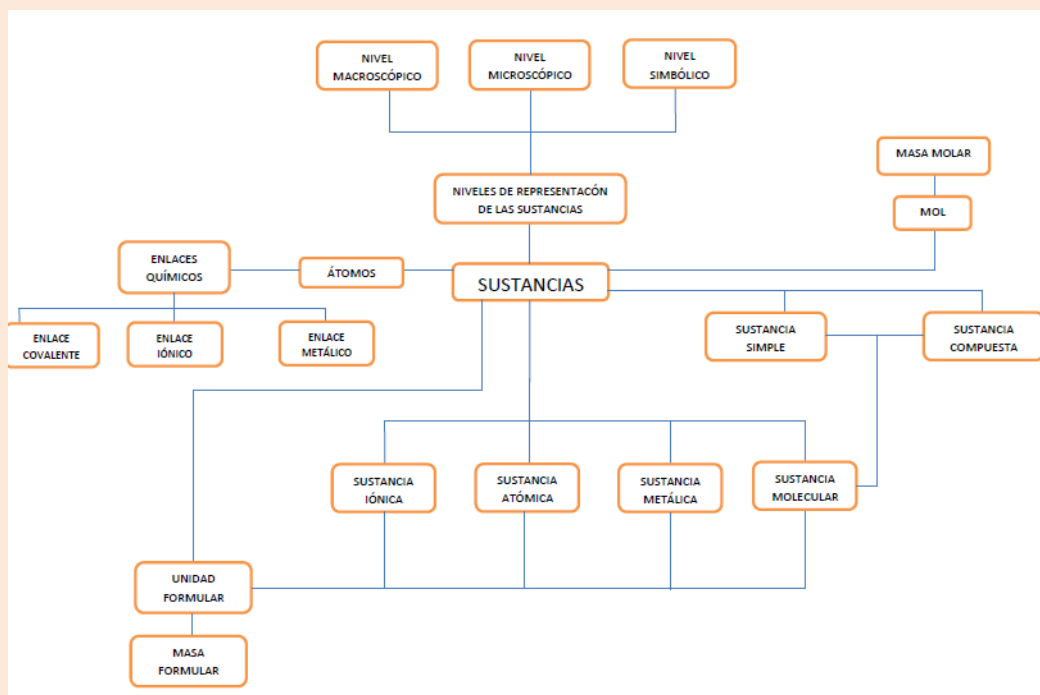 NIVEL
MACROSCÓPICO
NIVEL
MICROSCÓPICO
NIVEL
SIMBÓLICO
MASA MOLAR
NIVELES DE REPRESENTACÓN
DE LAS SUSTANCIAS
MOL
ENLACES
QUÍMICOS
ÁTOMOS
SUSTANCIAS
ENLACE
COVALENTE
ENLACE
IÓNICO
ENLACE
METÁLICO
SUSTANCIA
SIMPLE
SUSTANCIA
COMPUESTA
SUSTANCIA
IÓNICA
SUSTANCIA
ATÓMICA
SUSTANCIA
METÁLICA
SUSTANCIA
MOLECULAR
UNIDAD
FORMULAR
MASA
FORMULAR